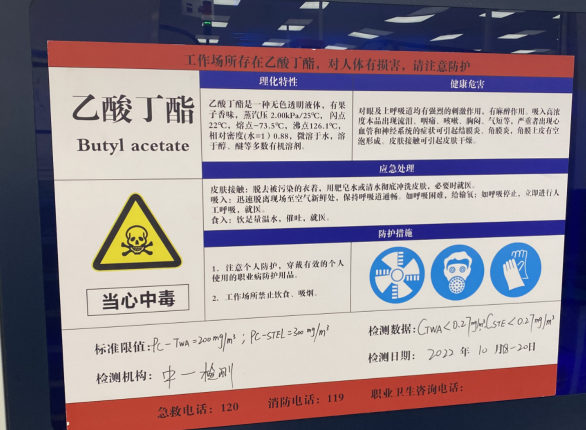 工作场所存在乙酸丁酯，对人体有损害，请注意防护
乙酸丁酯
Butyl acetate
理化特性
乙酸丁酯是一种无色透明液体，有果
子香味，蒸汽压 2.00kPa/25℃，闪点
22℃，熔点-73.5℃，沸点126.1℃，
相对密度(水=1)0.88，微溶于水，溶
于醇、醚等多数有机溶剂。
健康危害
对眼及上呼吸道均有强烈的刺激作用，有麻醉作用。吸入高浓
度本品出现流泪、咽痛、咳嗽、胸闷、气短等，严重者出现心
血管和神经系统的症状可引起结膜炎、角膜炎，角膜上皮有空
泡形成。皮肤接触可引起皮肤干燥。
应急处理
皮肤接触：脱去被污染的衣着，用肥皂水或清水彻底冲洗皮肤，必要时就医。
吸入：迅速脱离现场至空气新鲜处，保持呼吸道通畅。如呼吸困难，给输氧；如呼吸停止，立即进行人
工呼吸，就医。
食入：饮足量温水，催吐，就医。
当心中毒
防护措施
1．注意个人防护，穿戴有效的个人
使用的职业病防护用品。
2．工作场所禁止饮食、吸烟。
标准限值：PC-TWA=200mg/m³；PC-STEL=300mg/m³
检测数据：CTWA<0.27mg/m³CSTE<0.27mg/m³
检测机构：中一检测
检测日期：2022年10月18-20日
急救电话：120 消防电话：119 职业卫生咨询电话：